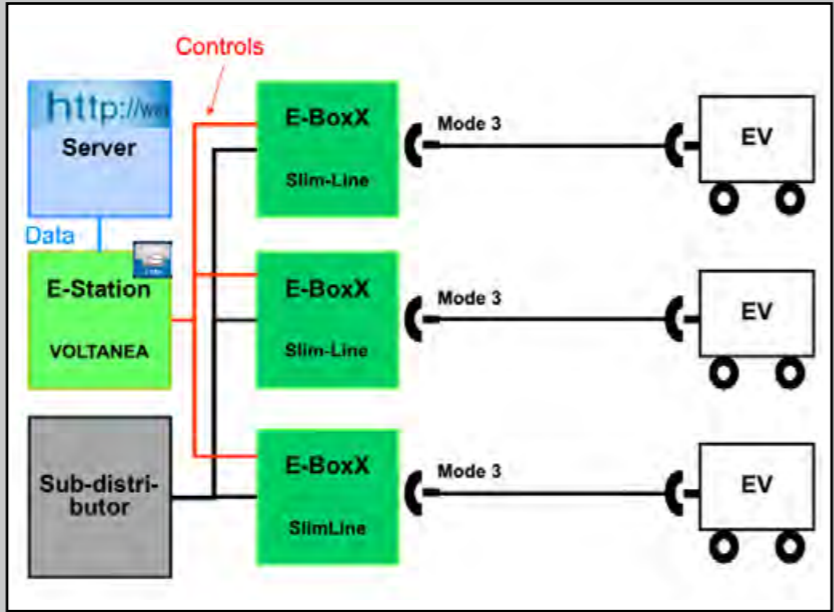 Controls
http://we
Server
Data
E-Station
VOLTANEA
Sub-distri-
butor
E-BoxX
Slim-Line
Mode 3
EV
E-BoxX
Slim-Line
Mode 3
EV
E-BoxX
SlimLine
Mode 3
EV